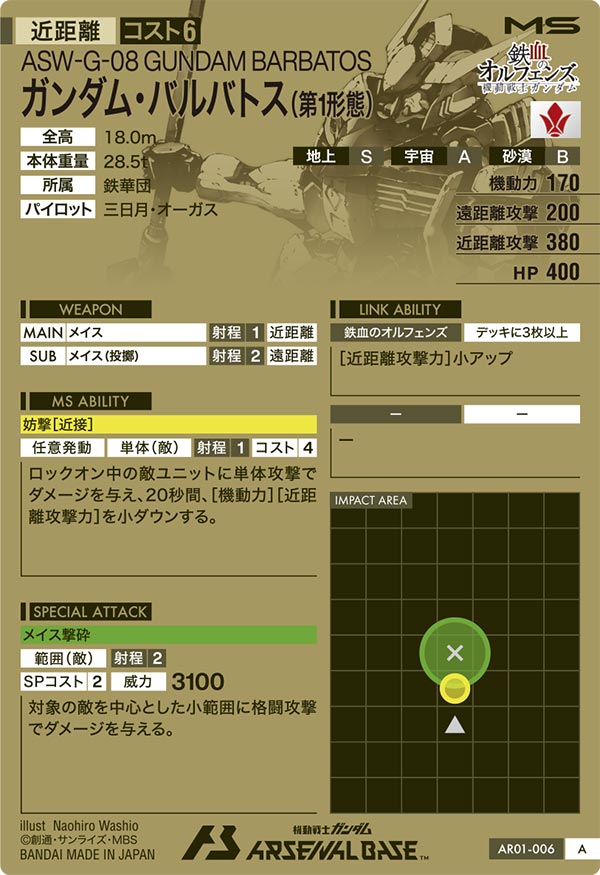 近距離 コスト6 MS
ASW-G-08 GUNDAM BARBATOS
ガンダム・バルバトス(第1形態)
鉄血のオルフェンズ
機動戦士ガンダム
全高 18.0m
本体重量 28.5t
所属 鉄華団
パイロット 三日月・オーガス
地上 S 宇宙 A 砂漠 B
機動力 170
遠距離攻撃 200
近距離攻撃 380
HP 400
WEAPON
MAIN メイス 射程 1 近距離
SUB メイス(投擲) 射程 2 遠距離
MS ABILITY
妨撃[近接]
任意発動 単体(敵) 射程 1 コスト 4
ロックオン中の敵ユニットに単体攻撃で
ダメージを与え、20秒間、[機動力][近距
離攻撃力]を小ダウンする。
SPECIAL ATTACK
メイス撃砕
範囲(敵) 射程 2
SPコスト 2 威力 3100
対象の敵を中心とした小範囲に格闘攻撃
でダメージを与える。
LINK ABILITY
鉄血のオルフェンズ デッキに3枚以上
[近距離攻撃力]小アップ
ー ー
ー
IMPACT AREA
illust Naohiro Washio
©創通・サンライズ・MBS
BANDAI MADE IN JAPAN
機動戦士ガンダム
ARSENAL BASE™
AR01-006 A